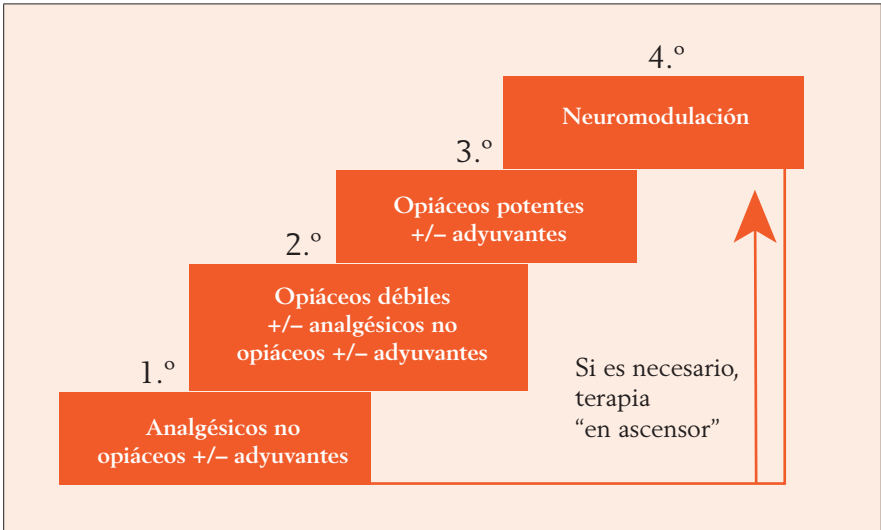 4.º
Neuromodulación
3.º
Opiáceos potentes
+/– adyuvantes
2.º
Opiáceos débiles
+/– analgésicos no
opiáceos +/– adyuvantes
1.º
Analgésicos no
opiáceos +/– adyuvantes
Si es necesario,
terapia
“en ascensor”